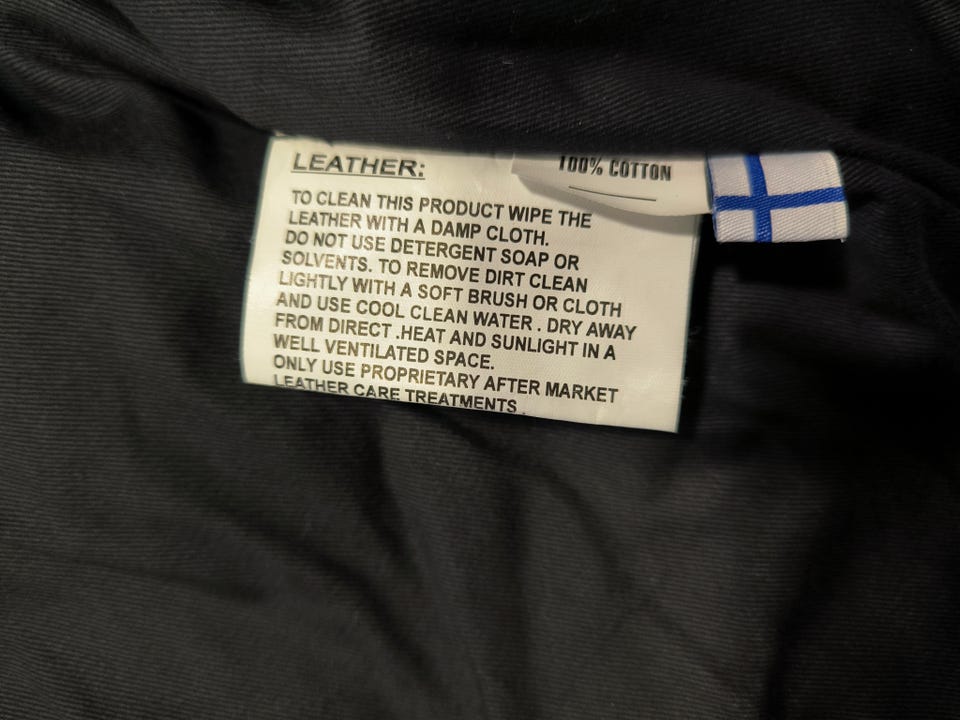 LEATHER:
100% COTTON
TO CLEAN THIS PRODUCT WIPE THE
LEATHER WITH A DAMP CLOTH.
DO NOT USE DETERGENT SOAP OR
SOLVENTS. TO REMOVE DIRT CLEAN
LIGHTLY WITH A SOFT BRUSH OR CLOTH
AND USE COOL CLEAN WATER . DRY AWAY
FROM DIRECT .HEAT AND SUNLIGHT IN A
WELL VENTILATED SPACE.
ONLY USE PROPRIETARY AFTER MARKET
LEATHER CARE TREATMENTS .